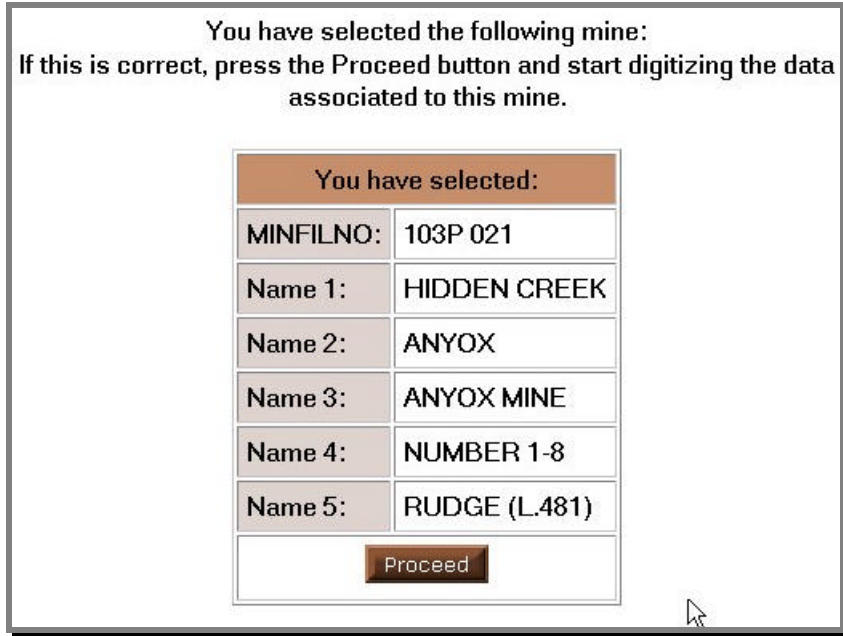 You have selected the following mine:
If this is correct, press the Proceed button and start digitizing the data
associated to this mine.
You have selected:
MINFILNO: 103P 021
Name 1: HIDDEN CREEK
Name 2: ANYOX
Name 3: ANYOX MINE
Name 4: NUMBER 1-8
Name 5: RUDGE (L.481)
Proceed